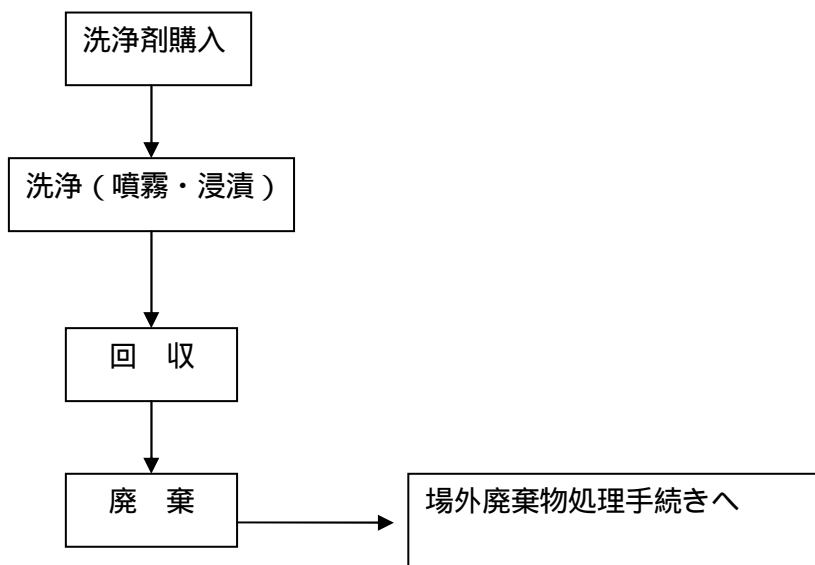 洗浄剤購入
洗浄（噴霧・浸漬）
回　収
廃　棄
場外廃棄物処理手続きへ